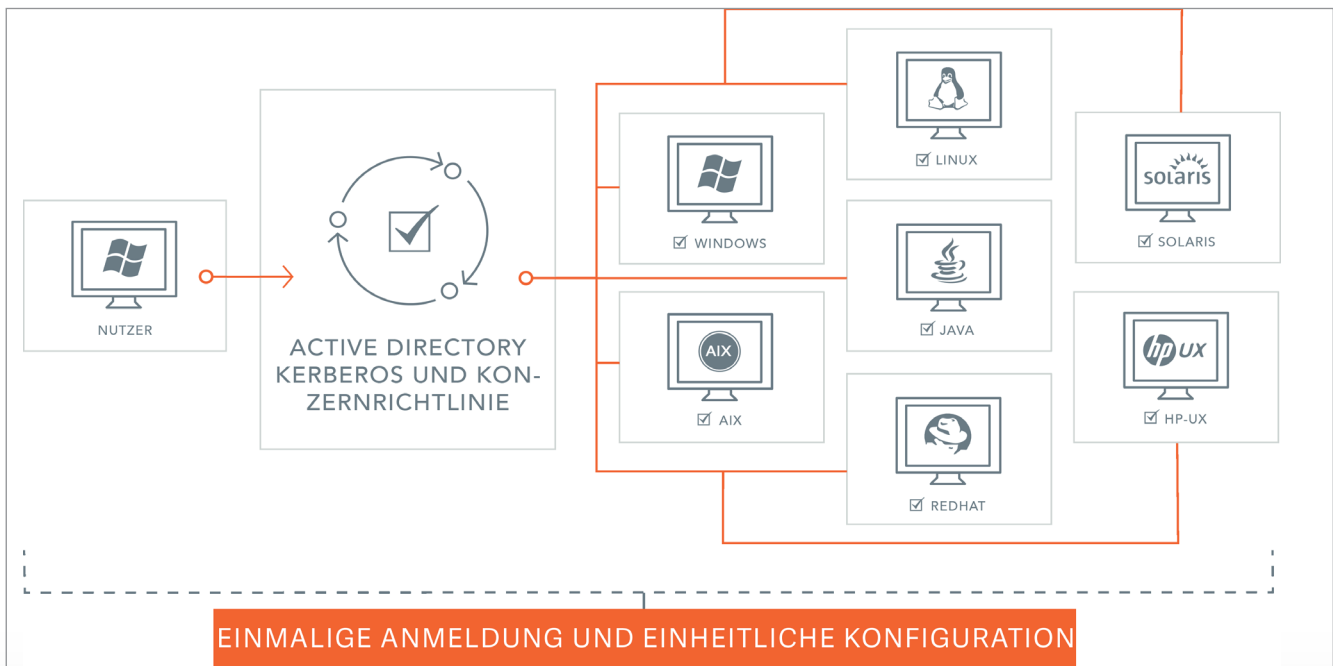 NUTZER
ACTIVE DIRECTORY
KERBEROS UND KON-
ZERNRICHTLINIE
WINDOWS
AIX
AIX
LINUX
JAVA
REDHAT
solaris
SOLARIS
hp UX
HP-UX
EINMALIGE ANMELDUNG UND EINHEITLICHE KONFIGURATION